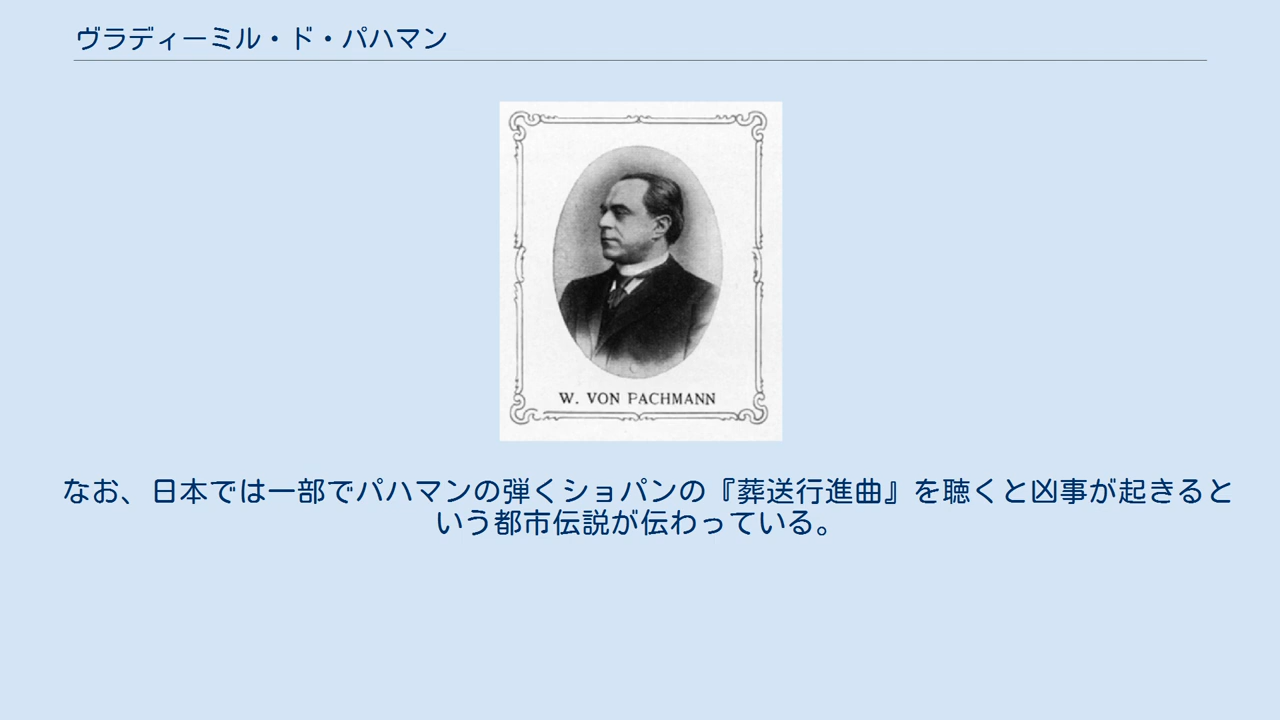 ヴラディーミル・ド・パハマン
W. VON PACHMANN
なお、日本では一部でパハマンの弾くショパンの『葬送行進曲』を聴くと凶事が起きると
いう都市伝説が伝わっている。